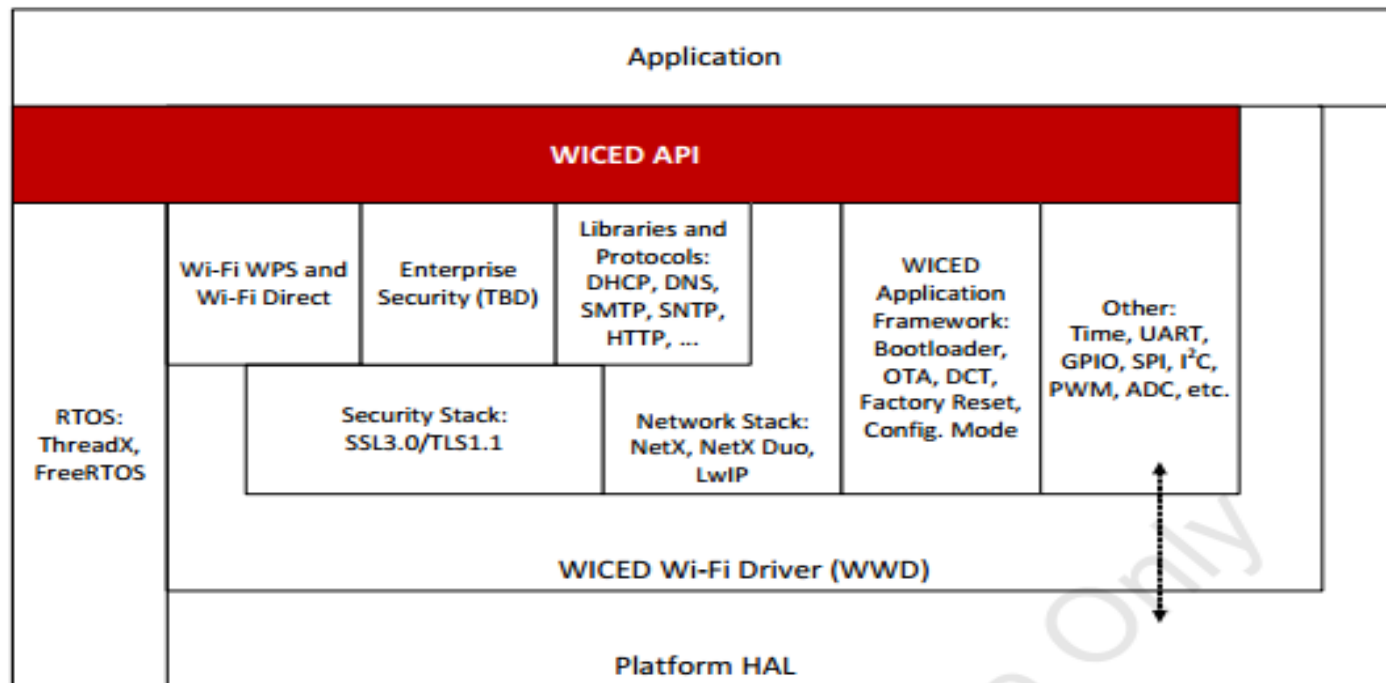 Application
WICED API
Wi-Fi WPS and
Wi-Fi Direct
Enterprise
Security (TBD)
Libraries and
Protocols:
DHCP, DNS,
SMTP, SNTP,
HTTP, ...
WICED
Application
Framework:
Bootloader,
OTA, DCT,
Factory Reset,
Config. Mode
Other:
Time, UART,
GPIO, SPI, I²C,
PWM, ADC, etc.
RTOS:
ThreadX,
FreeRTOS
Security Stack:
SSL3.0/TLS1.1
Network Stack:
NetX, NetX Duo,
LwIP
WICED Wi-Fi Driver (WWD)
Platform HAL
Only